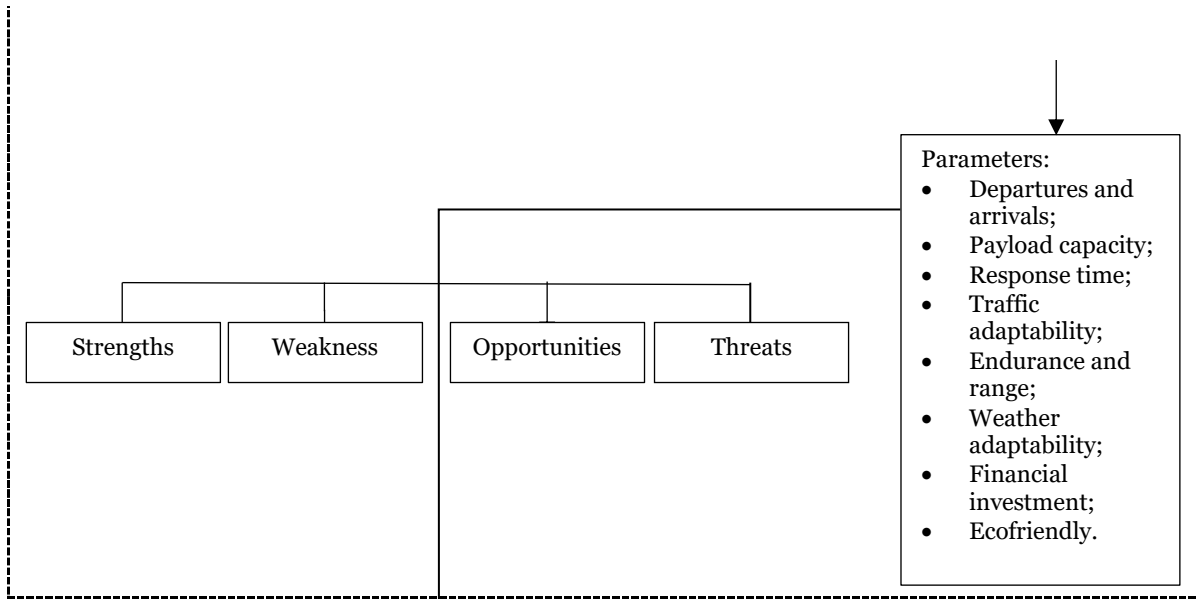 Parameters:
• Departures and
arrivals;
• Payload capacity;
• Response time;
• Traffic
adaptability;
• Endurance and
range;
• Weather
adaptability;
• Financial
investment;
• Ecofriendly.
Strengths
Weakness
Opportunities
Threats